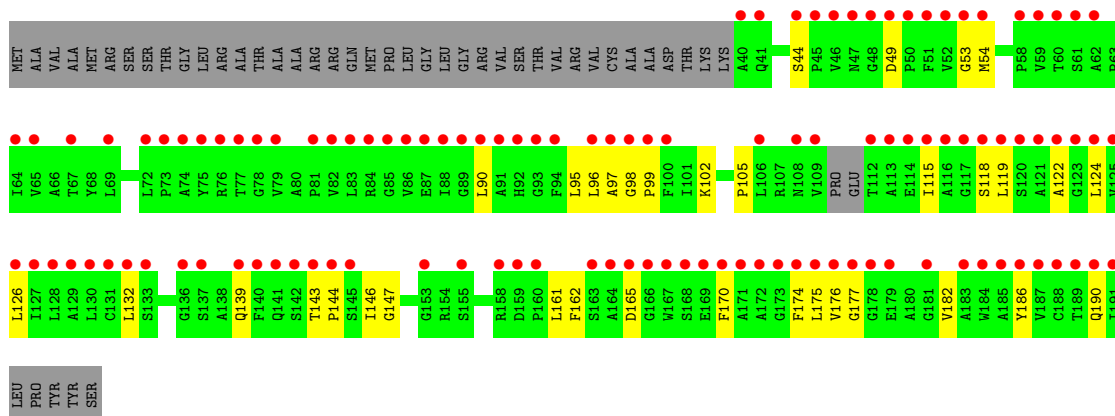 MET ALA VAL ALA MET ARG SER SER THR GLY LEU ARG ALA THR ALA ALA ARG ARG GLN MET PRO LEU GLY LEU GLY ARG VAL SER THR VAL ARG VAL CYS ALA ALA ASP THR LYS LYS A40 Q41 S44 P45 V46 N47 G48 D49 P50 F51 V52 G53 M54 P58 V59 T60 S61 A62
I64 V65 A66 T67 Y68 L69 L72 P73 A74 Y75 R76 T77 G78 V79 A80 P81 V82 L83 R84 G85 V86 E87 I88 G89 L90 A91 H92 G93 F94 L95 L96 A97 G98 P99 F100 I101 K102 P105 L106 R107 N108 V109 PRO GLU T112 A113 E114 I115 A116 G117 S118 L119 S120 A121 A122 G123 L124
L126 I127 L128 A129 L130 C131 L132 S133 G136 S137 A138 Q139 F140 Q141 S142 T143 P144 S145 I146 G147 G153 S155 R158 D159 P160 L161 F162 S163 A164 D165 G166 W167 S168 E169 F170 A171 A172 G173 F174 L175 V176 G177 G178 E179 A180 G181 V182 A183 W184 A185 Y186 V187 C188 T189 Q190
LEU PRO TYR TYR SER